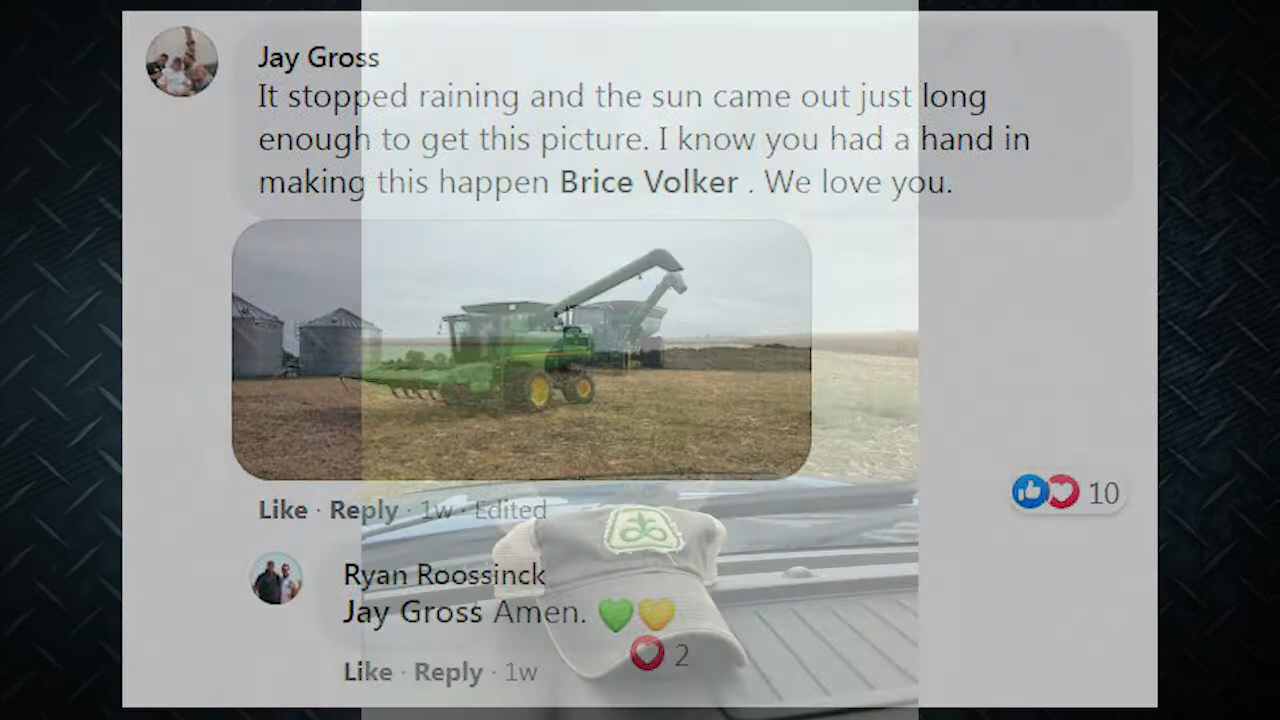 Jay Gross
It stopped raining and the sun came out just long
enough to get this picture. I know you had a hand in
making this happen Brice Volker . We love you.
Like · Reply · 1w · Edited
10
Ryan Roossinck
Jay Gross Amen. 💚💛
2
Like · Reply · 1w